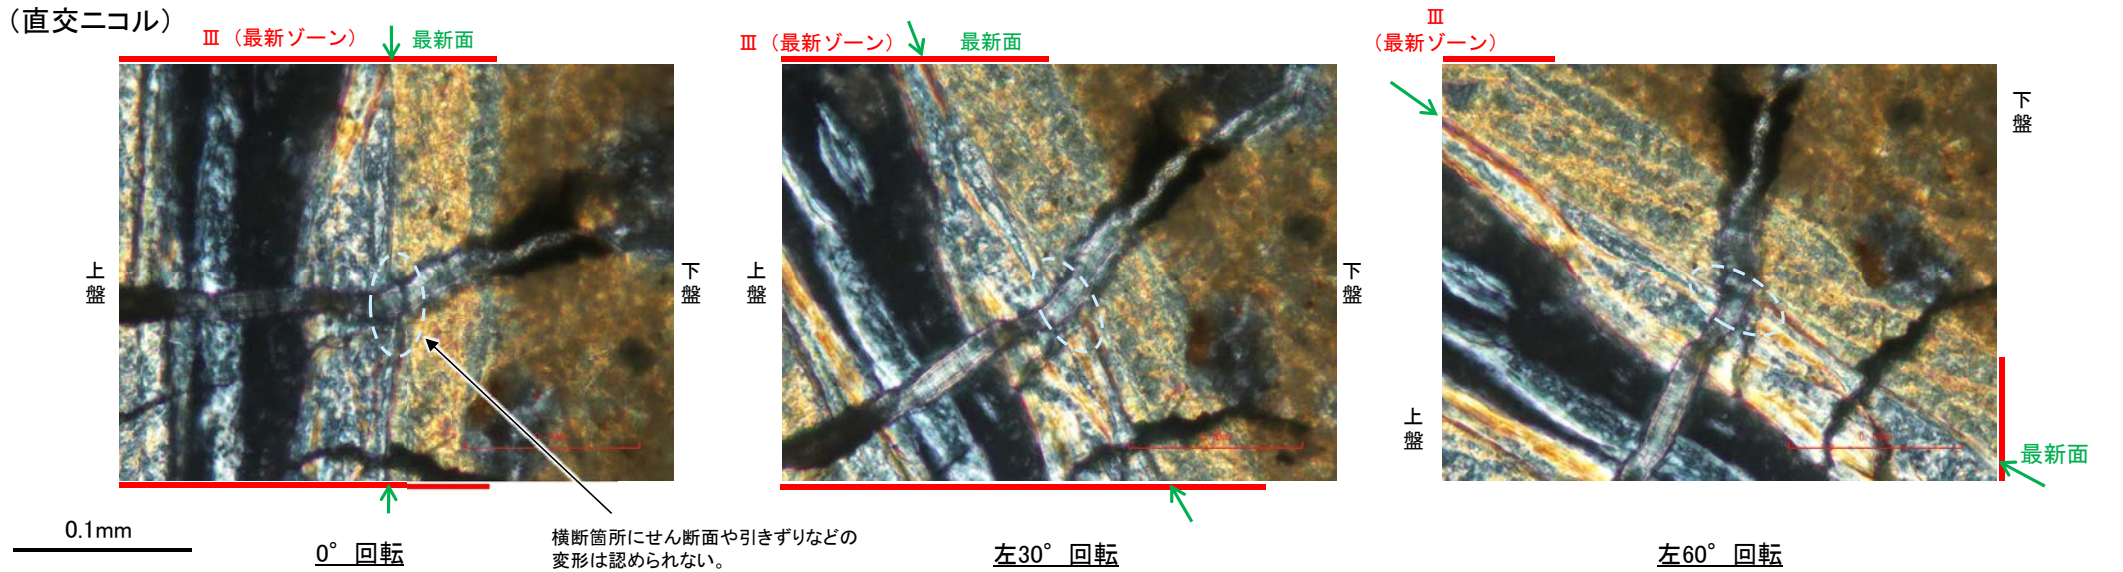 (直交ニコル)
Ⅲ(最新ゾーン)
最新面
上盤
下盤
Ⅲ(最新ゾーン)
最新面
上盤
下盤
Ⅲ
(最新ゾーン)
下盤
上盤
最新面
0.1mm
0°回転
横断箇所にせん断面や引きずりなどの
変形は認められない。
左30°回転
左60°回転